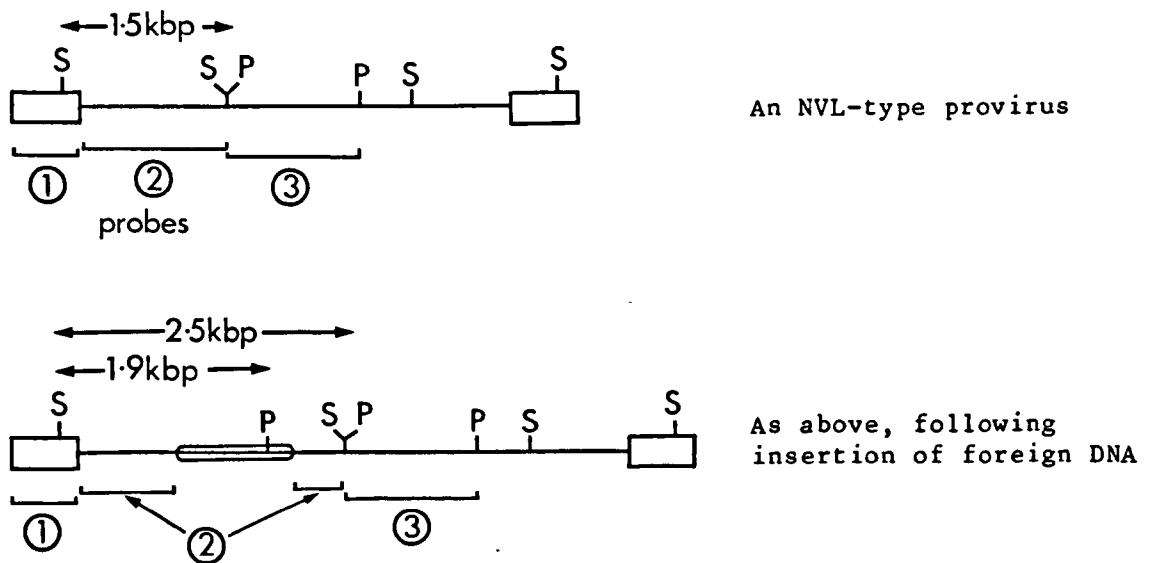 1·5kbp
S S P P S S
An NVL-type provirus
① ② ③
probes
2·5kbp
1·9kbp
S P S P P S S
As above, following
insertion of foreign DNA
① ② ③